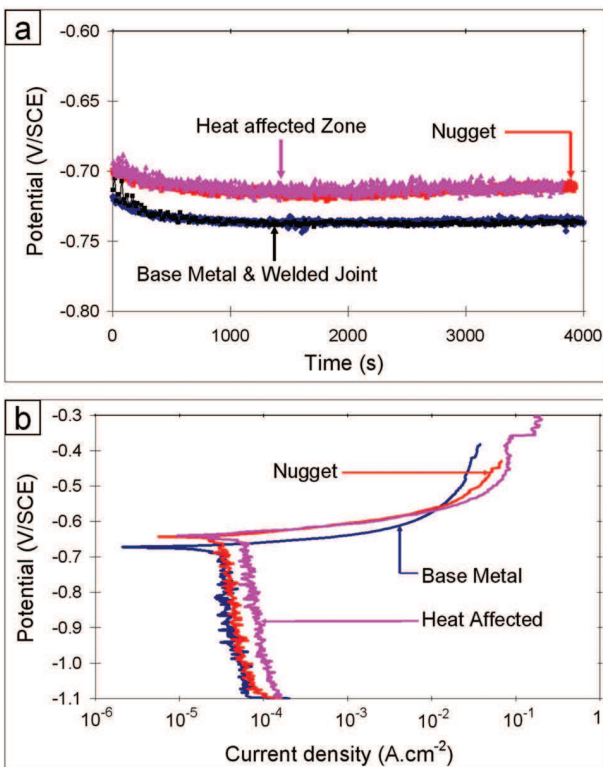 a
-0.60
-0.65
-0.70
-0.75
-0.80
Potential (V/SCE)
Heat affected Zone
Nugget
Base Metal & Welded Joint
0
1000
2000
3000
4000
Time (s)
b
-0.3
-0.4
-0.5
-0.6
-0.7
-0.8
-0.9
-1.0
-1.1
Potential (V/SCE)
Nugget
Base Metal
Heat Affected
10⁻⁶
10⁻⁵
10⁻⁴
10⁻³
10⁻²
10⁻¹
1
Current density (A.cm⁻²)